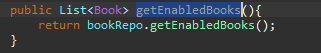 public List<Book> getEnabledBooks(){
return bookRepo.getEnabledBooks();
}